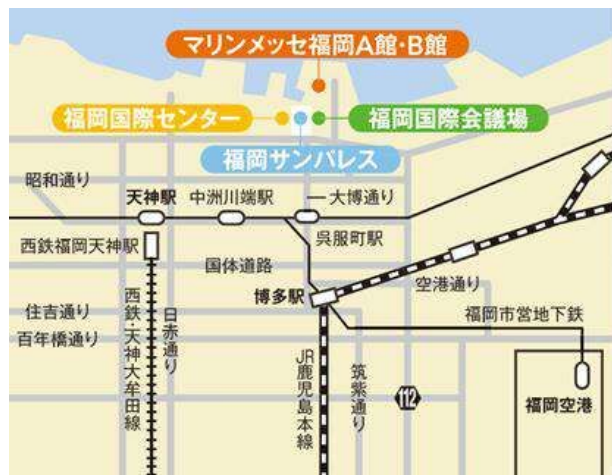 マリンメッセ福岡A館・B館
福岡国際センター
福岡国際会議場
福岡サンパレス
昭和通り
天神駅
中洲川端駅
大博通り
西鉄福岡天神駅
呉服町駅
国体道路
空港通り
博多駅
住吉通り
福岡市営地下鉄
百年橋通り
西鉄・天神大牟田線
日赤通り
JR鹿児島本線
筑紫通り
112
福岡空港